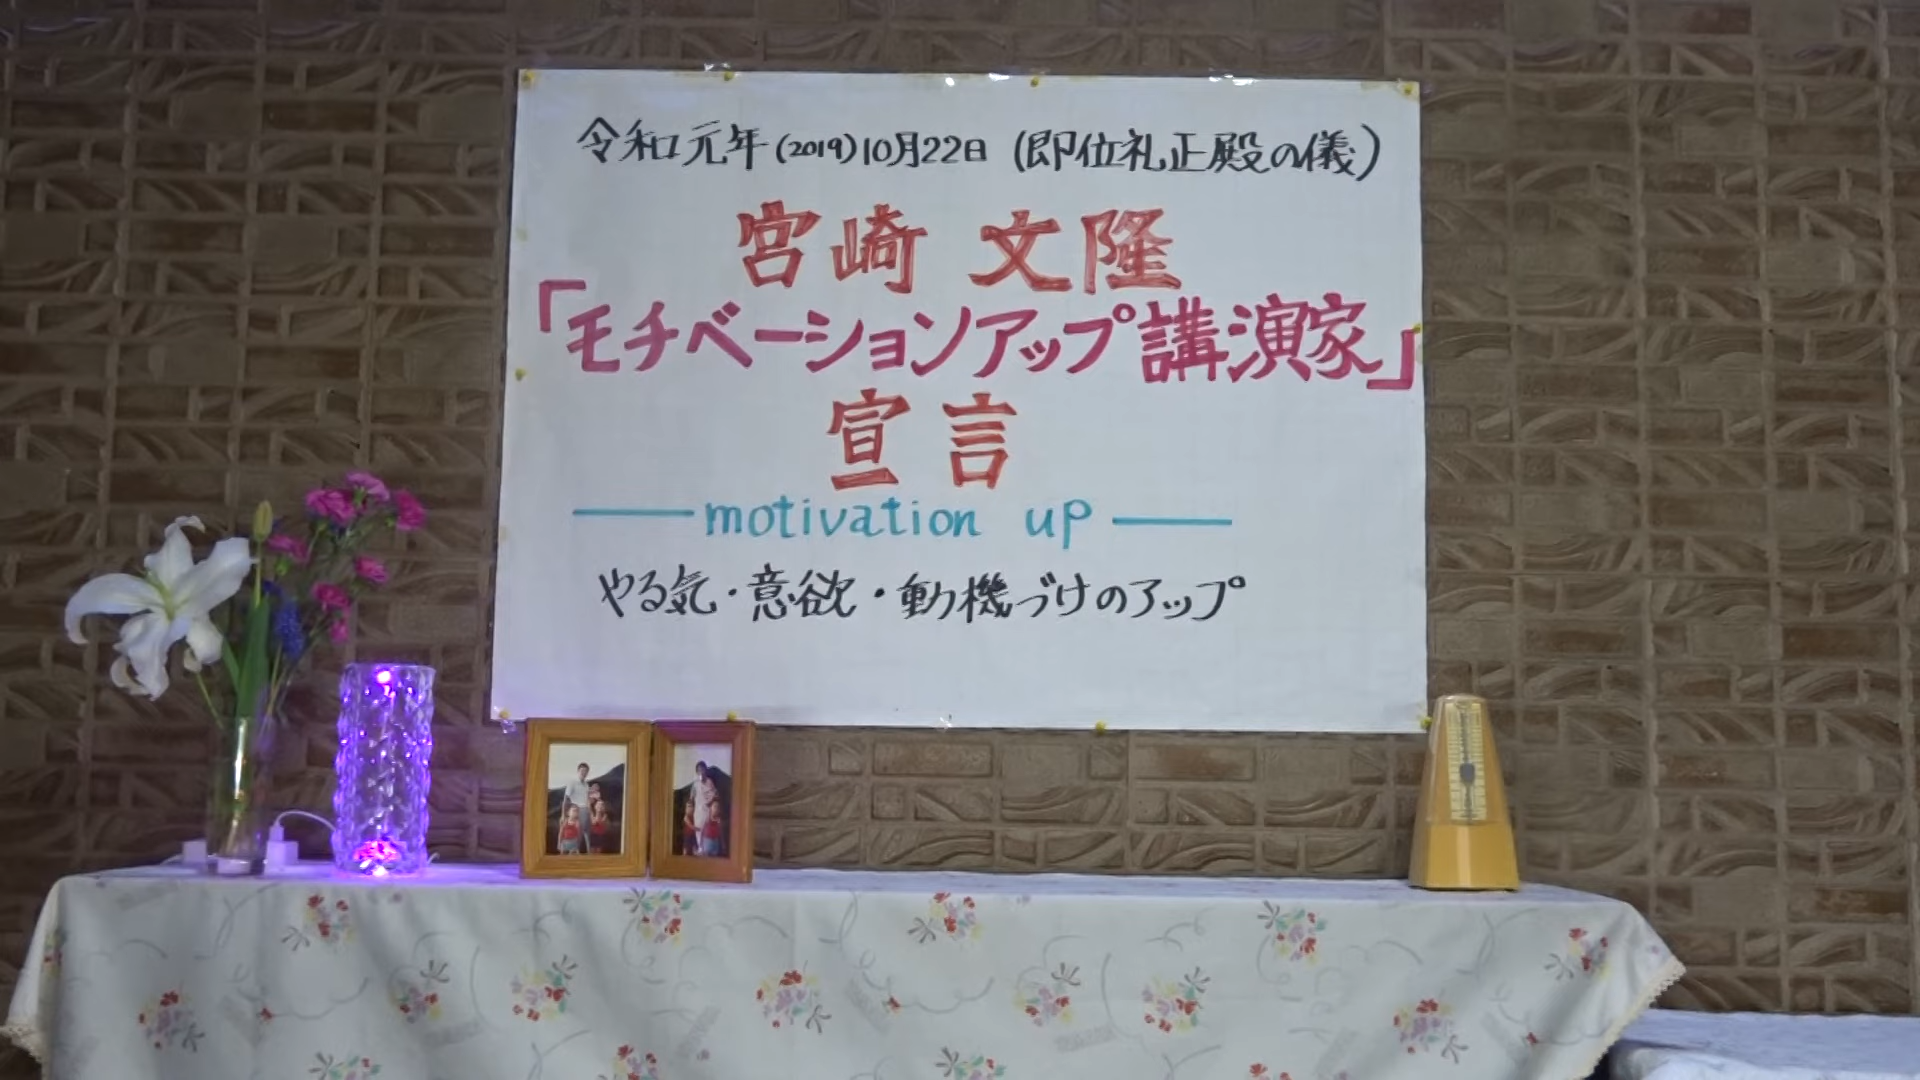 令和元年(2019)10月22日(即位礼正殿の儀)
宮崎 文隆
「モチベーションアップ講演家」
宣言
motivation up
やる気・意欲・動機づけのアップ